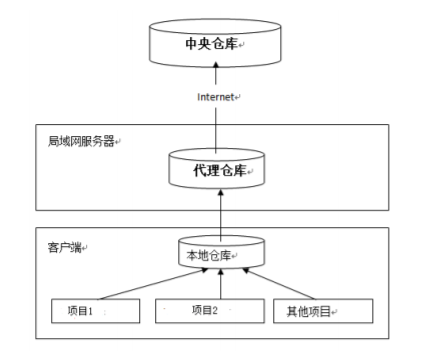 中央仓库
Internet
局域网服务器
代理仓库
客户端
本地仓库
项目1
项目2
其他项目